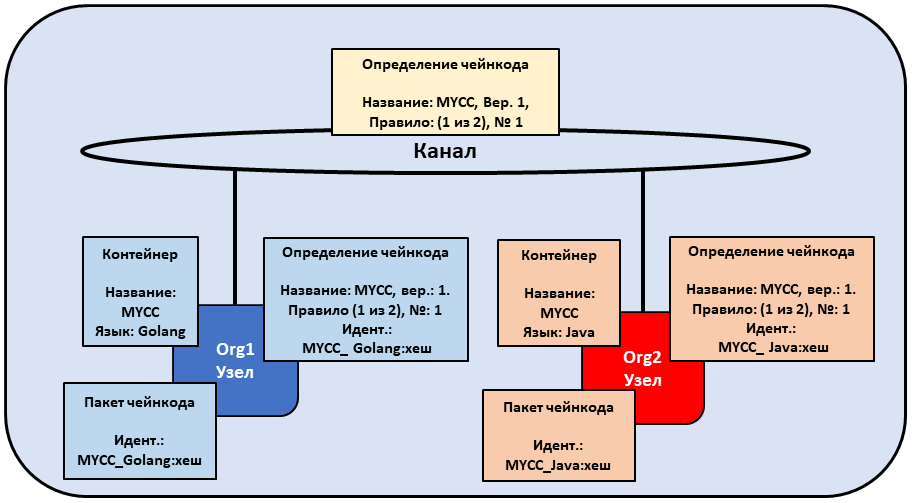 Определение чейнкода
Название: MYCC, Вер. 1,
Правило: (1 из 2), № 1
Канал
Контейнер
Название:
MYCC
Язык: Golang
Определение чейнкода
Название: MYCC, вер.: 1.
Правило (1 из 2), №: 1
Идент.:
MYCC_ Golang:хеш
Org1
Узел
Пакет чейнкода
Идент.:
MYCC_Golang:хеш
Контейнер
Название:
MYCC
Язык: Java
Определение чейнкода
Название: MYCC, вер.: 1.
Правило: (1 из 2), №: 1
Идент.:
MYCC_ Java:хеш
Org2
Узел
Пакет чейнкода
Идент.:
MYCC_Java:хеш